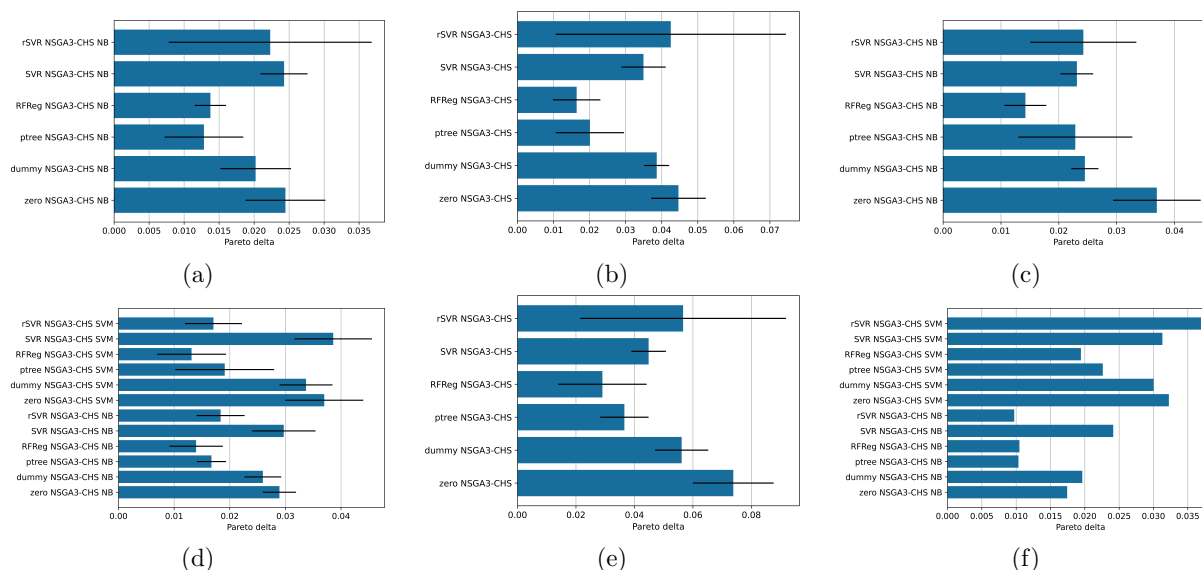 rSVR NSGA3-CHS NB
SVR NSGA3-CHS NB
RFReg NSGA3-CHS NB
ptree NSGA3-CHS NB
dummy NSGA3-CHS NB
zero NSGA3-CHS NB
0.000 0.005 0.010 0.015 0.020 0.025 0.030 0.035
Pareto delta
(a)
rSVR NSGA3-CHS
SVR NSGA3-CHS
RFReg NSGA3-CHS
ptree NSGA3-CHS
dummy NSGA3-CHS
zero NSGA3-CHS
0.00 0.01 0.02 0.03 0.04 0.05 0.06 0.07
Pareto delta
(b)
rSVR NSGA3-CHS NB
SVR NSGA3-CHS NB
RFReg NSGA3-CHS NB
ptree NSGA3-CHS NB
dummy NSGA3-CHS NB
zero NSGA3-CHS NB
0.00 0.01 0.02 0.03 0.04
Pareto delta
(c)
rSVR NSGA3-CHS SVM
SVR NSGA3-CHS SVM
RFReg NSGA3-CHS SVM
ptree NSGA3-CHS SVM
dummy NSGA3-CHS SVM
zero NSGA3-CHS SVM
rSVR NSGA3-CHS NB
SVR NSGA3-CHS NB
RFReg NSGA3-CHS NB
ptree NSGA3-CHS NB
dummy NSGA3-CHS NB
zero NSGA3-CHS NB
0.00 0.01 0.02 0.03 0.04
Pareto delta
(d)
rSVR NSGA3-CHS
SVR NSGA3-CHS
RFReg NSGA3-CHS
ptree NSGA3-CHS
dummy NSGA3-CHS
zero NSGA3-CHS
0.00 0.02 0.04 0.06 0.08
Pareto delta
(e)
rSVR NSGA3-CHS SVM
SVR NSGA3-CHS SVM
RFReg NSGA3-CHS SVM
ptree NSGA3-CHS SVM
dummy NSGA3-CHS SVM
zero NSGA3-CHS SVM
rSVR NSGA3-CHS NB
SVR NSGA3-CHS NB
RFReg NSGA3-CHS NB
ptree NSGA3-CHS NB
dummy NSGA3-CHS NB
zero NSGA3-CHS NB
0.000 0.005 0.010 0.015 0.020 0.025 0.030 0.035
Pareto delta
(f)